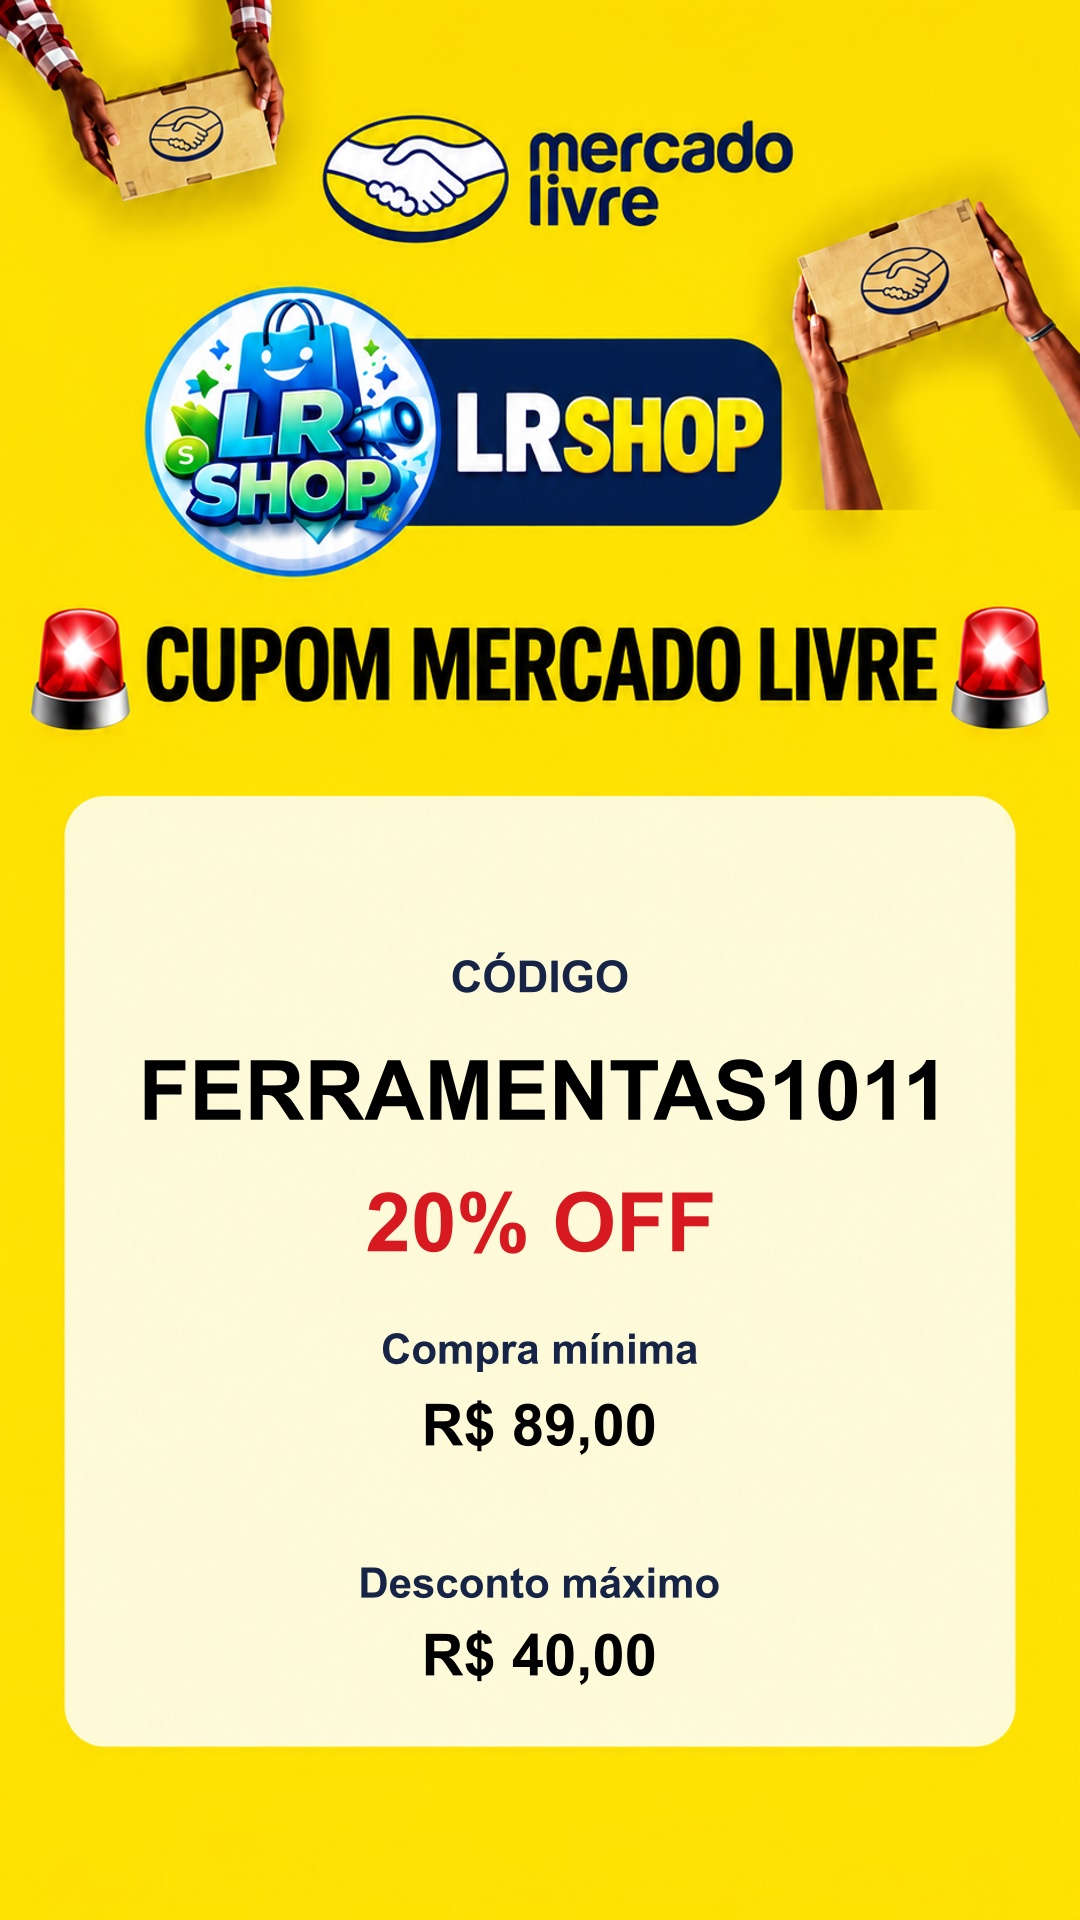 mercado
livre
LR
SHOP
S
LRSHOP
CUPOM MERCADO LIVRE
CÓDIGO
FERRAMENTAS1011
20% OFF
Compra mínima
R$ 89,00
Desconto máximo
R$ 40,00